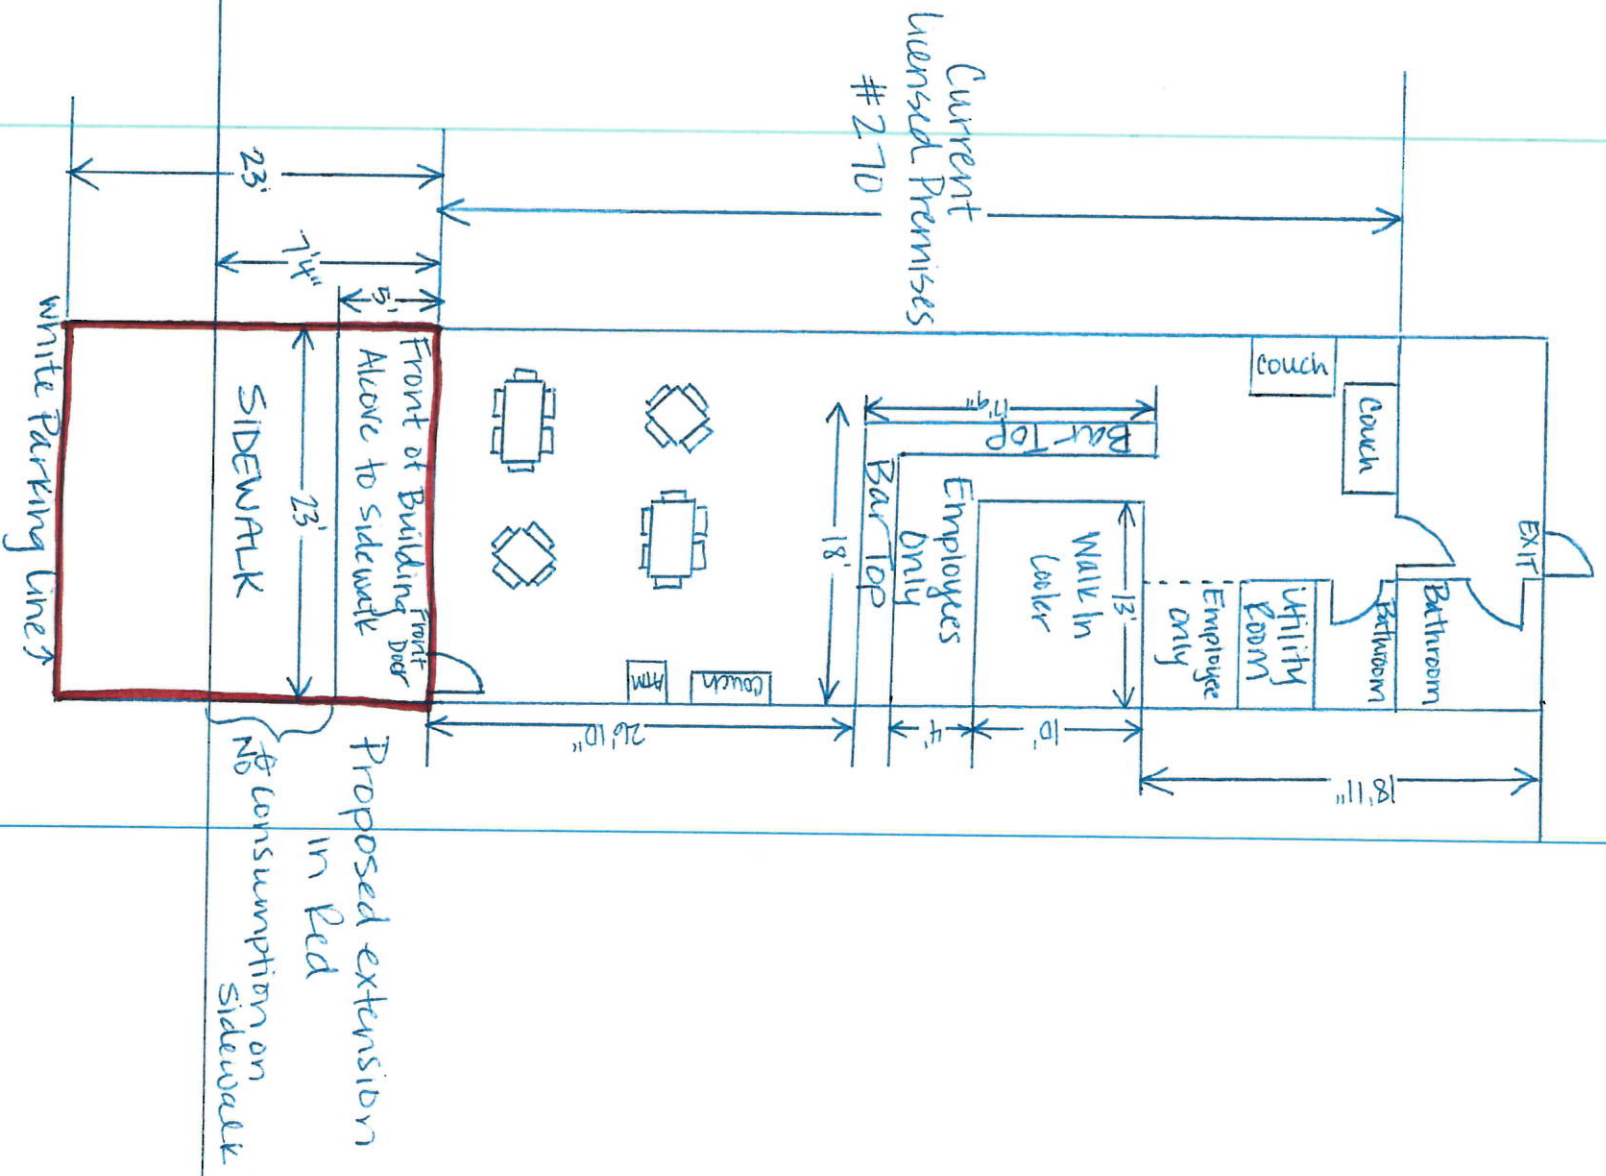 Current
Licensed Premises
#270
23'
7'4"
5'
White Parking Line
SIDEWALK
23'
Front of Building
Alcove to Sidewalk
Front
Door
Proposed extension
in Red
No Consumption on
Sidewalk
ATM
Couch
26'10"
18'
17'9"
Bar Top
Bar Top
Employees
Only
4'
Walk In
Cooler
13'
10'
Employee
only
Utility
Room
Bathroom
Bathroom
Couch
Couch
EXIT
18'11"